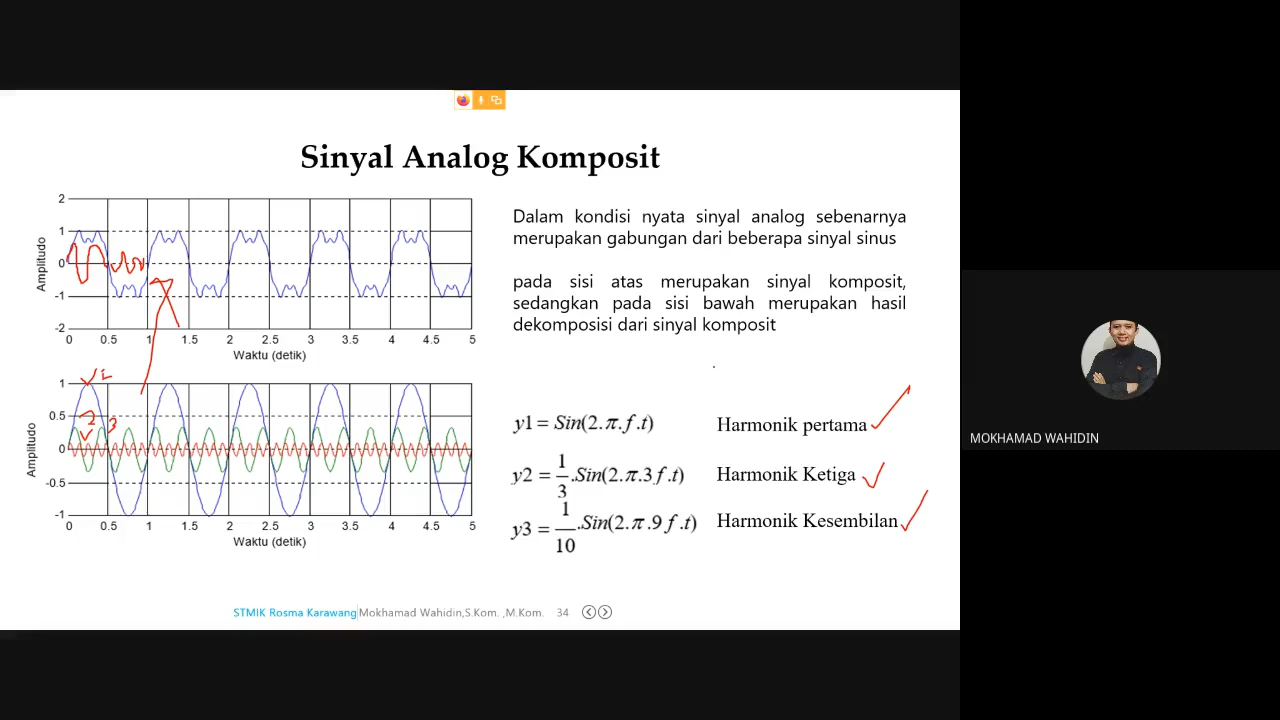 Sinyal Analog Komposit
2
1
0
-1
-2
Amplitudo
0 0.5 1 1.5 2 2.5 3 3.5 4 4.5 5
Waktu (detik)
1
0.5
0
-0.5
-1
Amplitudo
0 0.5 1 1.5 2 2.5 3 3.5 4 4.5 5
Waktu (detik)
2
3
Dalam kondisi nyata sinyal analog sebenarnya
merupakan gabungan dari beberapa sinyal sinus
pada sisi atas merupakan sinyal komposit,
sedangkan pada sisi bawah merupakan hasil
dekomposisi dari sinyal komposit
y1 = Sin(2.π.f.t) Harmonik pertama
y2 = 1/3.Sin(2.π.3f.t) Harmonik Ketiga
y3 = 1/10.Sin(2.π.9f.t) Harmonik Kesembilan
STMIK Rosma Karawang|Mokhamad Wahidin,S.Kom. ,M.Kom. 34
MOKHAMAD WAHIDIN